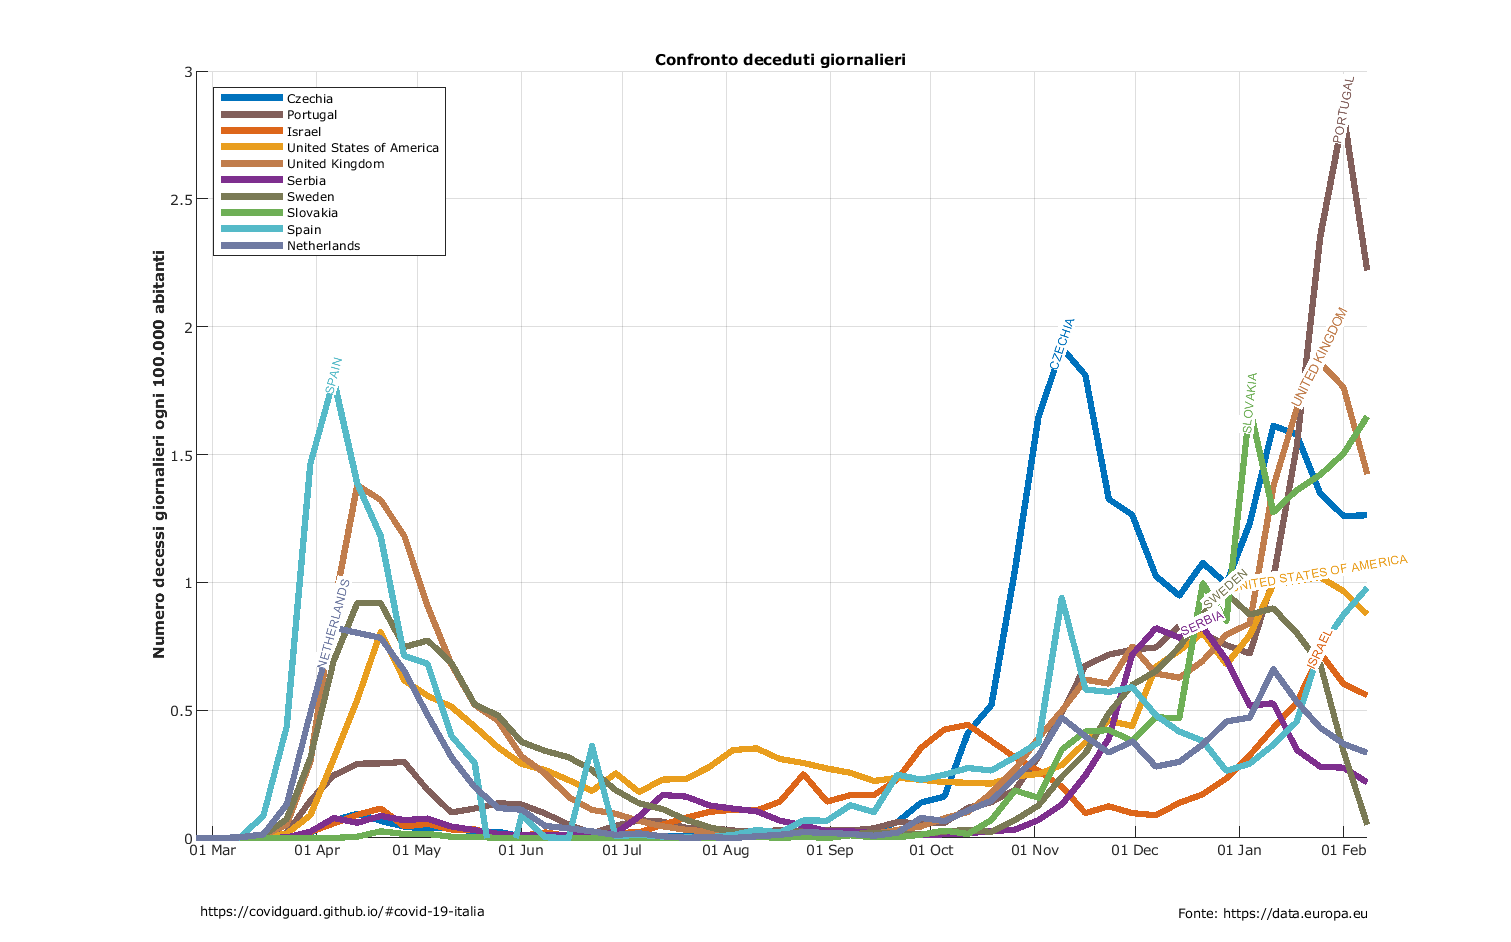 Confronto deceduti giornalieri
Numero decessi giornalieri ogni 100.000 abitanti
3
2.5
2
1.5
1
0.5
0
Czechia
Portugal
Israel
United States of America
United Kingdom
Serbia
Sweden
Slovakia
Spain
Netherlands
PORTUGAL
UNITED KINGDOM
CZECHIA
SPAIN
SLOVAKIA
UNITED STATES OF AMERICA
SWEDEN
NETHERLANDS
SERBIA
ISRAEL
01 Mar 01 Apr 01 May 01 Jun 01 Jul 01 Aug 01 Sep 01 Oct 01 Nov 01 Dec 01 Jan 01 Feb
https://covidguard.github.io/#covid-19-italia
Fonte: https://data.europa.eu